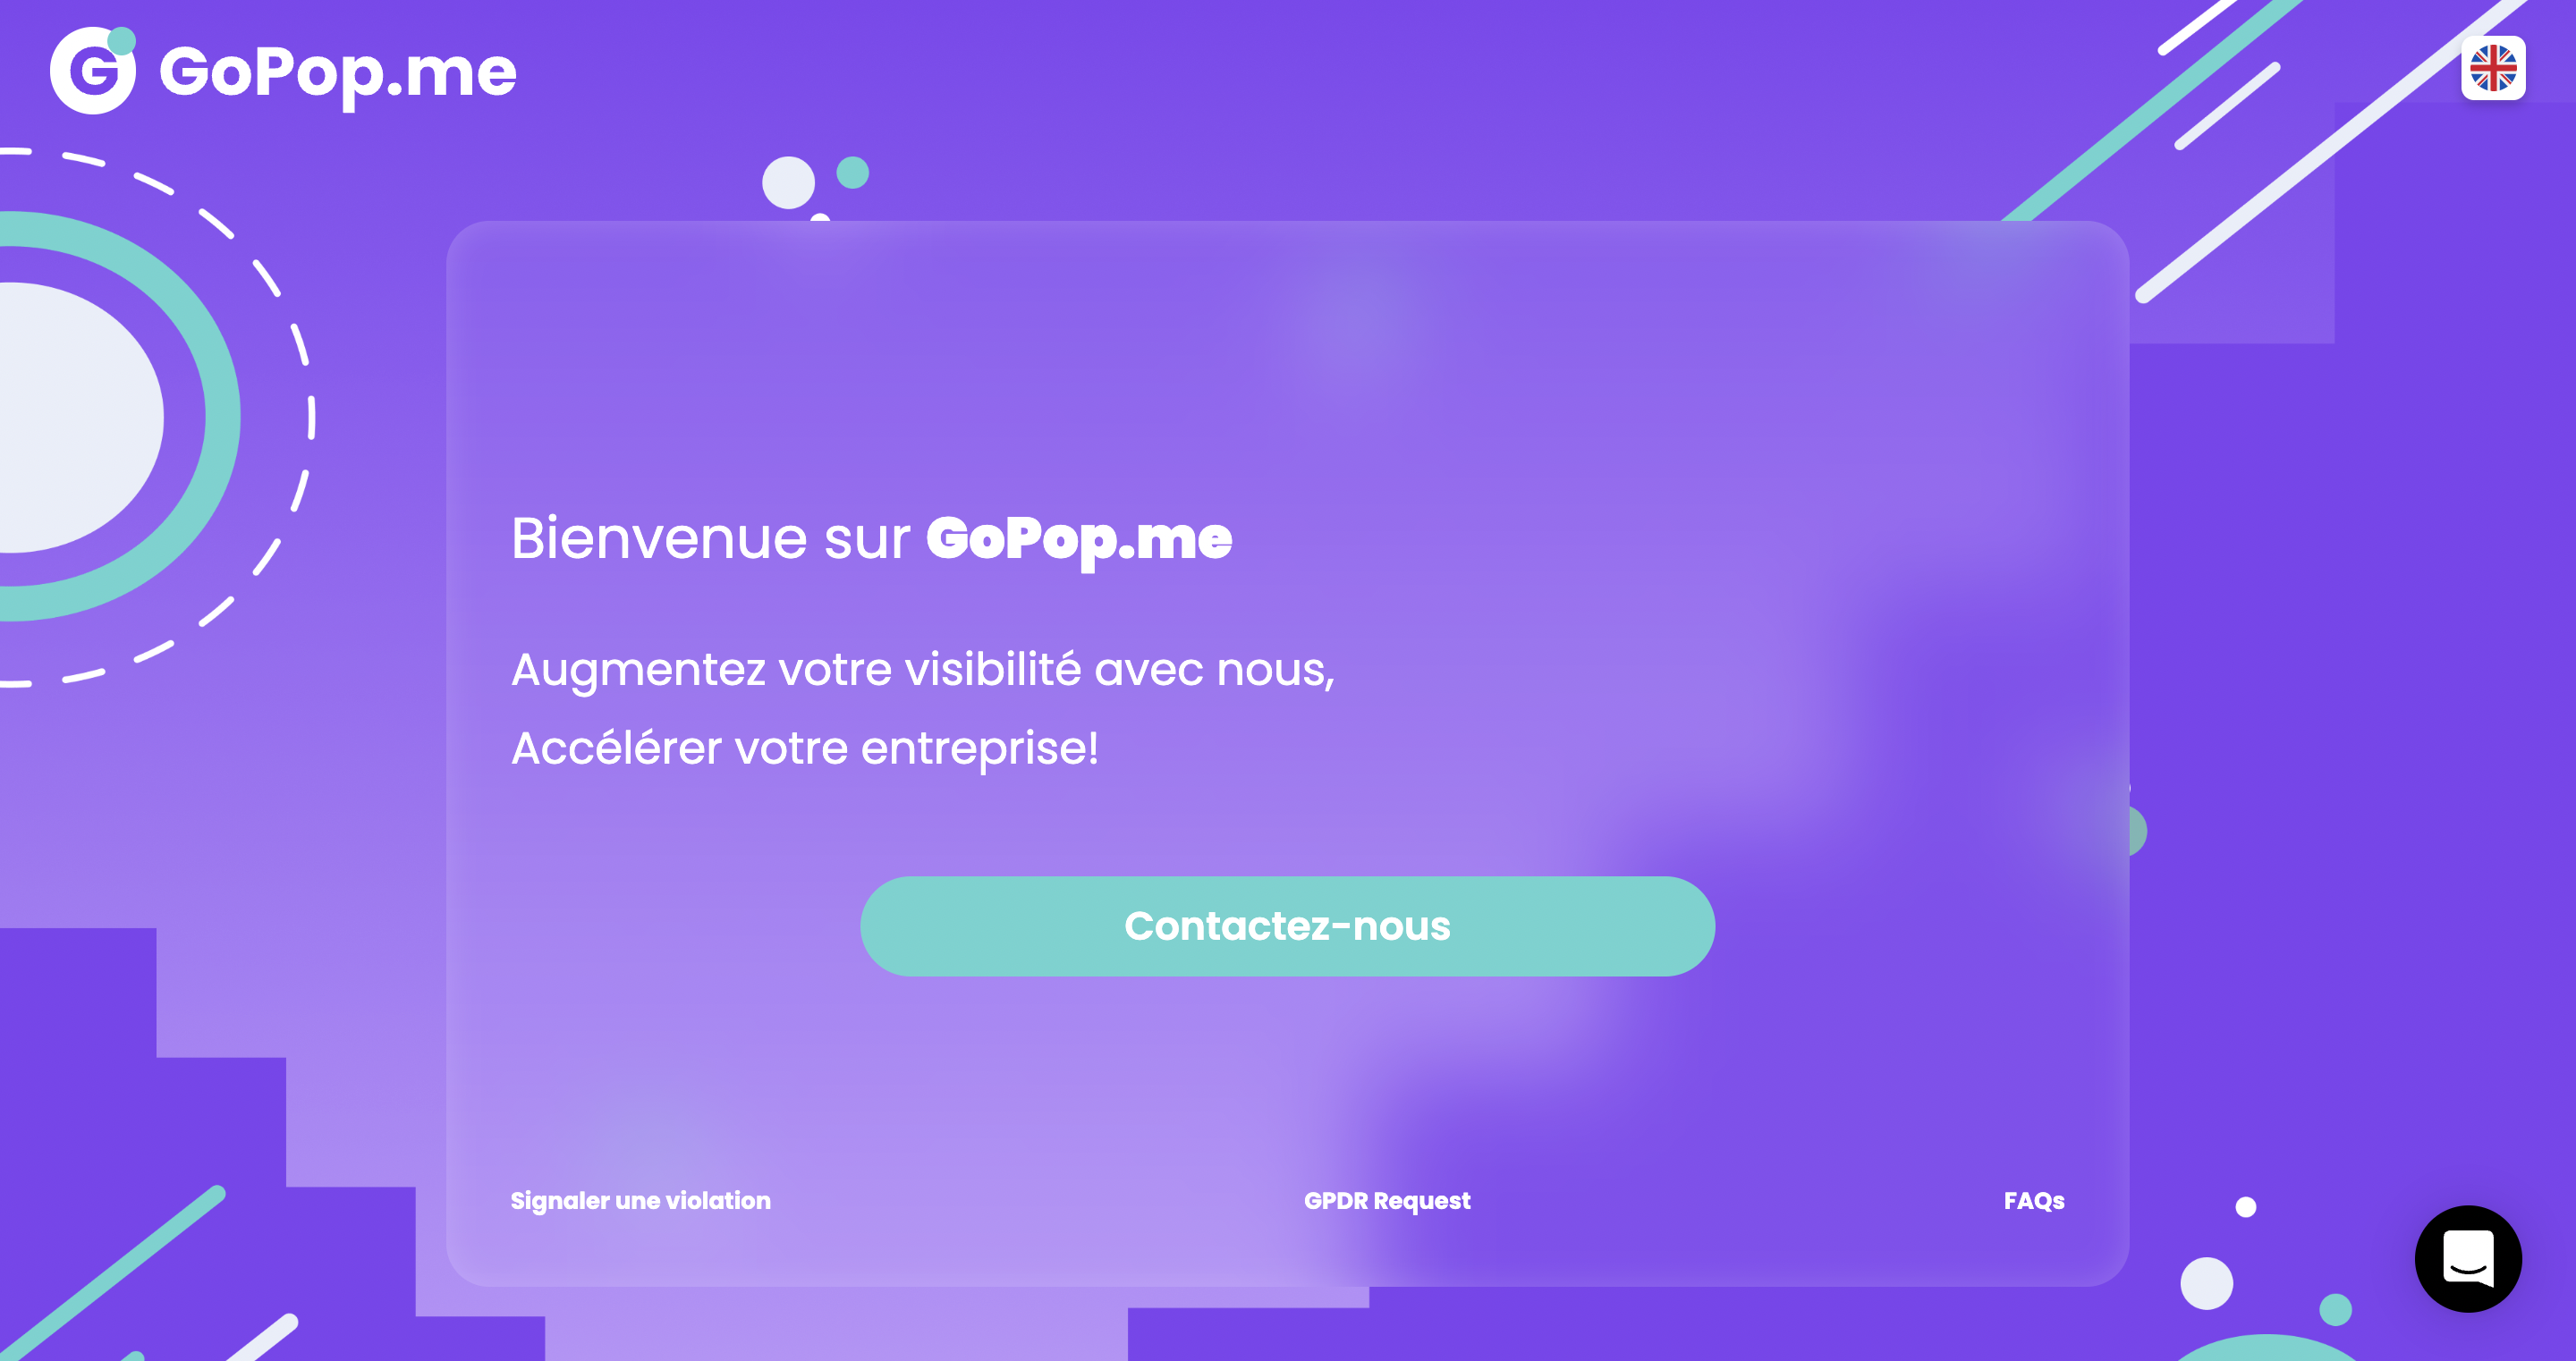 G GoPop.me
Bienvenue sur GoPop.me
Augmentez votre visibilité avec nous,
Accélérer votre entreprise!
Contactez-nous
Signaler une violation
GPDR Request
FAQs